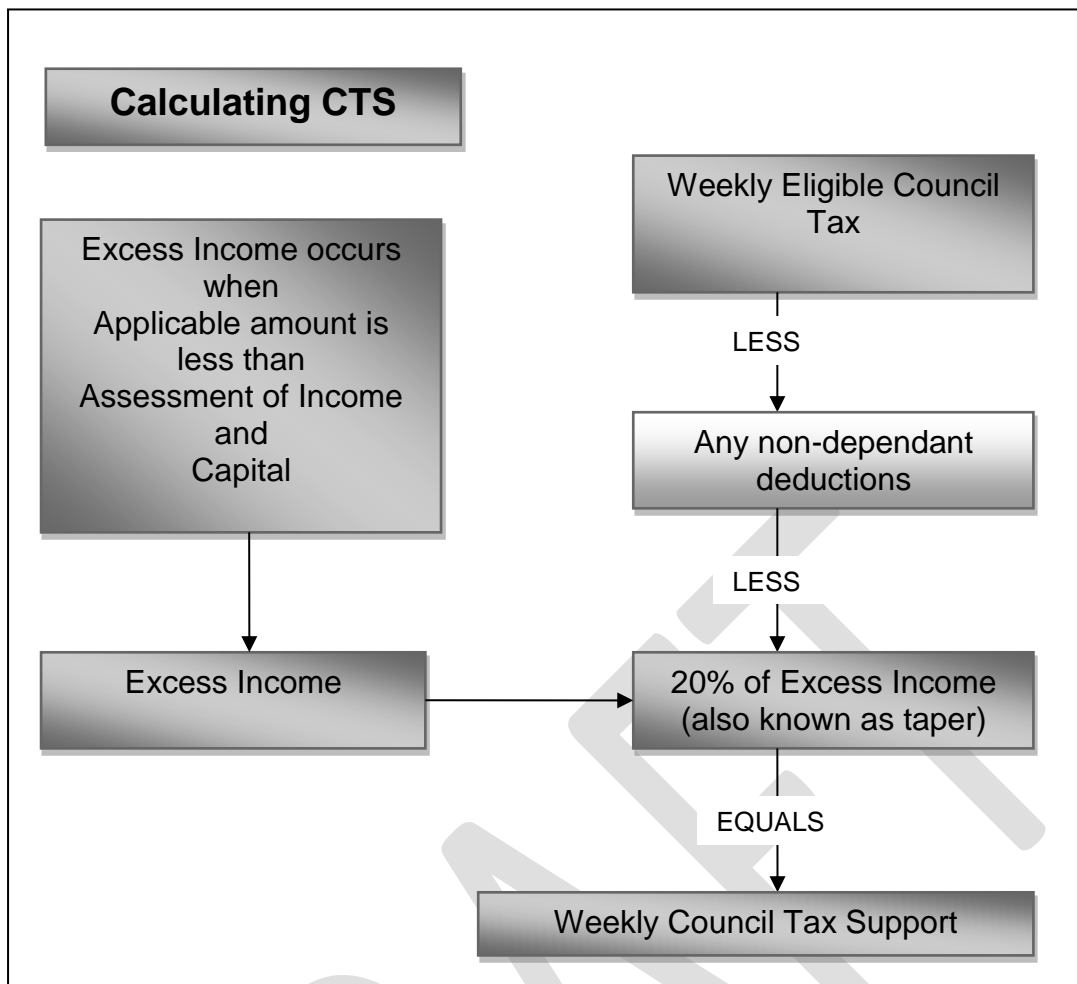 Calculating CTS
Weekly Eligible Council
Tax
Excess Income occurs
when
Applicable amount is
less than
Assessment of Income
and
Capital
LESS
Any non-dependant
deductions
LESS
Excess Income
20% of Excess Income
(also known as taper)
EQUALS
Weekly Council Tax Support